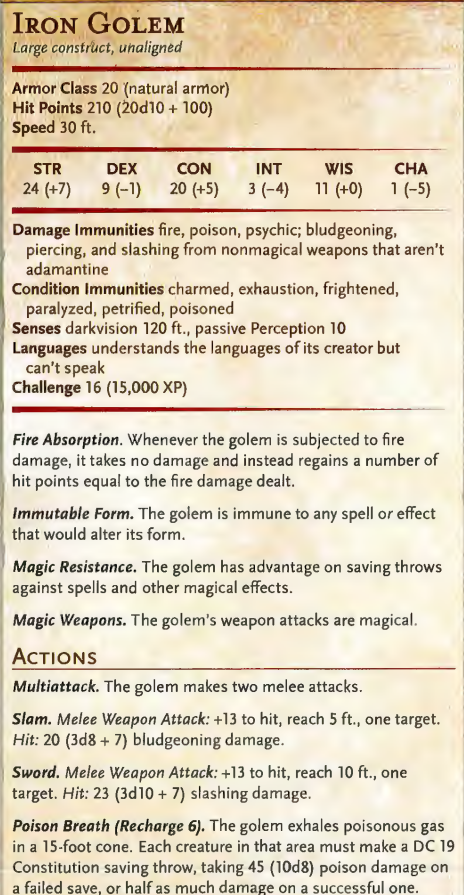 IRON GOLEM
Large construct, unaligned
Armor Class 20 (natural armor)
Hit Points 210 (20d10 + 100)
Speed 30 ft.
STR DEX CON INT WIS CHA
24 (+7) 9 (−1) 20 (+5) 3 (−4) 11 (+0) 1 (−5)
Damage Immunities fire, poison, psychic; bludgeoning,
piercing, and slashing from nonmagical weapons that aren't
adamantine
Condition Immunities charmed, exhaustion, frightened,
paralyzed, petrified, poisoned
Senses darkvision 120 ft., passive Perception 10
Languages understands the languages of its creator but
can't speak
Challenge 16 (15,000 XP)
Fire Absorption. Whenever the golem is subjected to fire
damage, it takes no damage and instead regains a number of
hit points equal to the fire damage dealt.
Immutable Form. The golem is immune to any spell or effect
that would alter its form.
Magic Resistance. The golem has advantage on saving throws
against spells and other magical effects.
Magic Weapons. The golem's weapon attacks are magical.
ACTIONS
Multiattack. The golem makes two melee attacks.
Slam. Melee Weapon Attack: +13 to hit, reach 5 ft., one target.
Hit: 20 (3d8 + 7) bludgeoning damage.
Sword. Melee Weapon Attack: +13 to hit, reach 10 ft., one
target. Hit: 23 (3d10 + 7) slashing damage.
Poison Breath (Recharge 6). The golem exhales poisonous gas
in a 15-foot cone. Each creature in that area must make a DC 19
Constitution saving throw, taking 45 (10d8) poison damage on
a failed save, or half as much damage on a successful one.